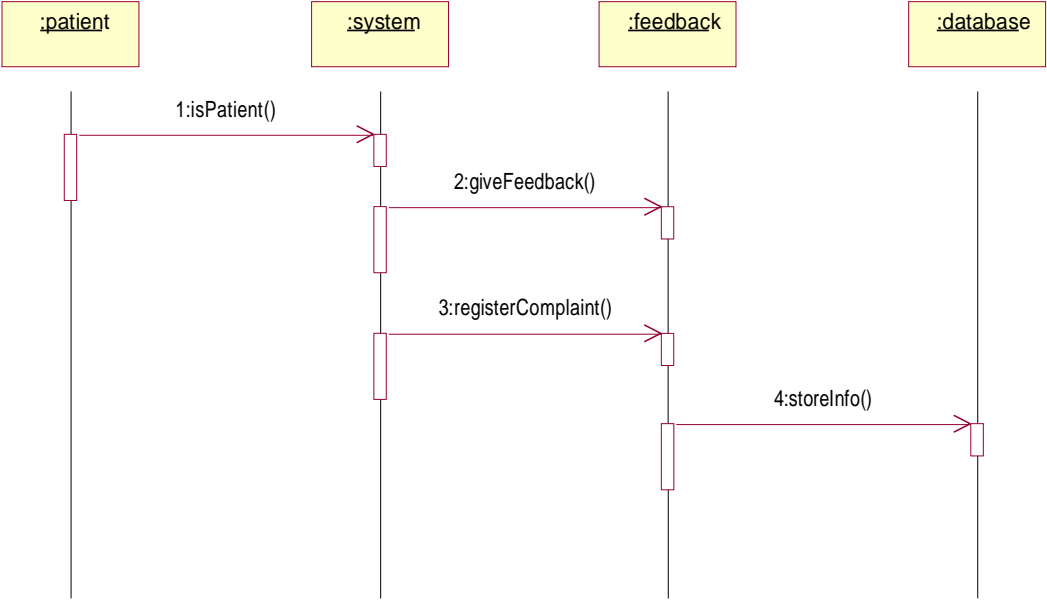 :patient
:system
:feedback
:database
1:isPatient()
2:giveFeedback()
3:registerComplaint()
4:storeInfo()